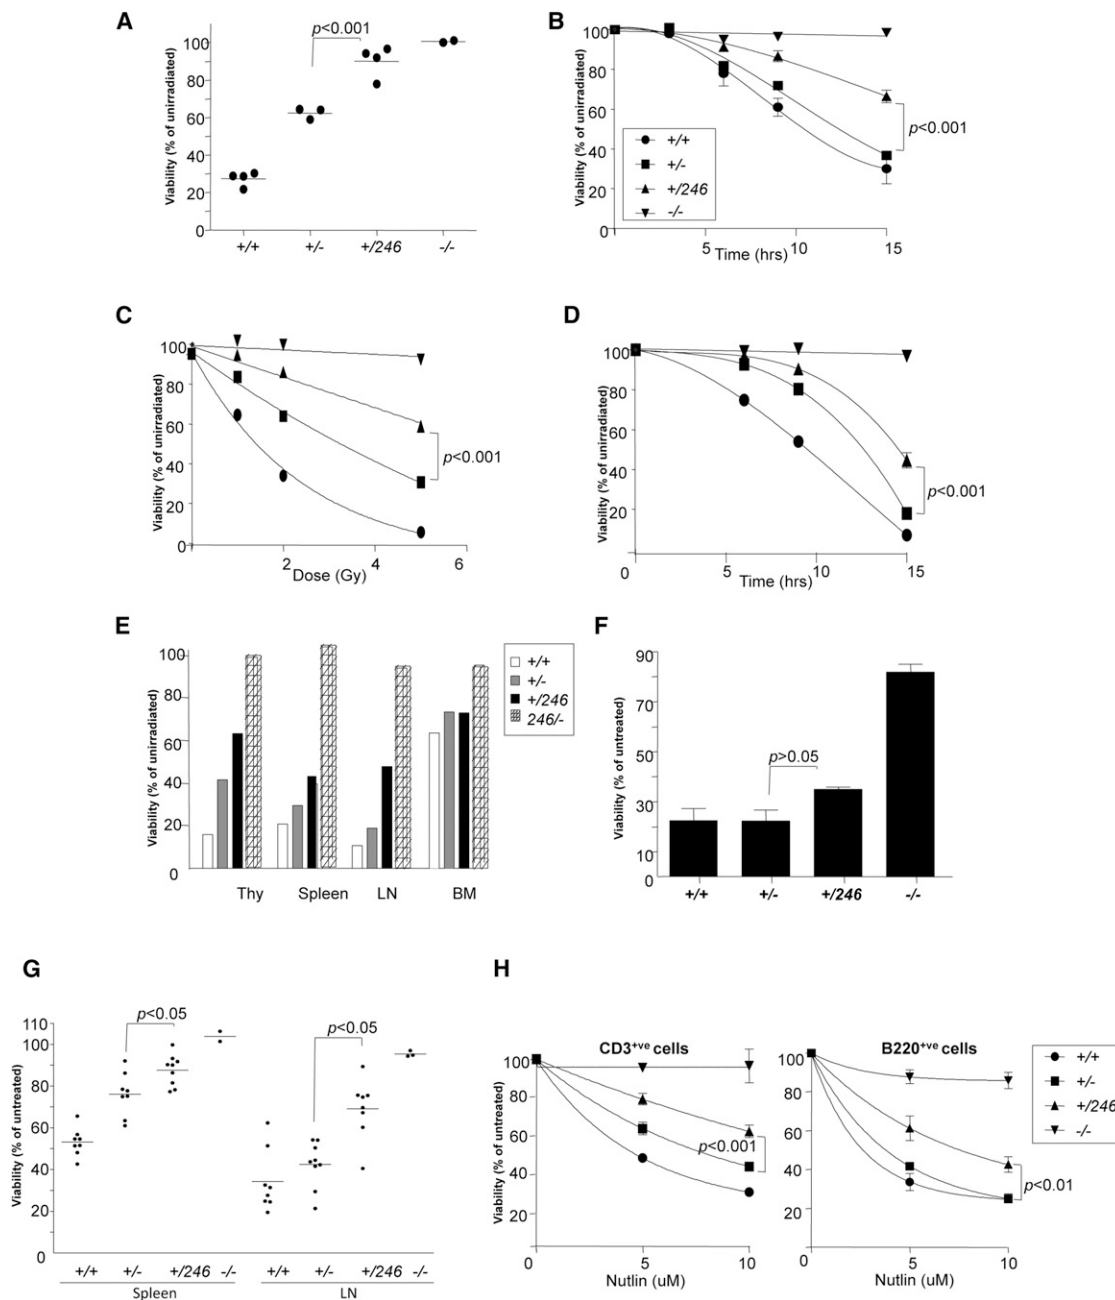 A
Viability (% of unirradiated)
100
80
60
40
20
0
p<0.001
+/+
+/-
+/246
-/-
B
Viability (% of unirradiated)
100
80
60
40
20
0
+/+
+/-
+/246
-/-
p<0.001
5
10
15
Time (hrs)
C
Viability (% of unirradiated)
100
80
60
40
20
0
p<0.001
0
2
4
6
Dose (Gy)
D
Viability (% of unirradiated)
100
80
60
40
20
p<0.001
0
5
10
15
Time (hrs)
E
Viability (% of unirradiated)
100
80
60
40
20
0
+/+
+/-
+/246
246/-
Thy
Spleen
LN
BM
F
Viability (% of untreated)
90
70
50
30
10
0
p>0.05
+/+
+/-
+/246
-/-
G
Viability (% of untreated)
110
100
80
60
40
20
0
p<0.05
p<0.05
+/+
+/-
+/246
-/-
+/+
+/-
+/246
-/-
Spleen
LN
H
CD3+ve cells
Viability (% of untreated)
100
80
60
40
20
p<0.001
0
5
10
Nutlin (uM)
B220+ve cells
100
80
60
40
20
p<0.01
0
5
10
Nutlin (uM)
+/+
+/-
+/246
-/-